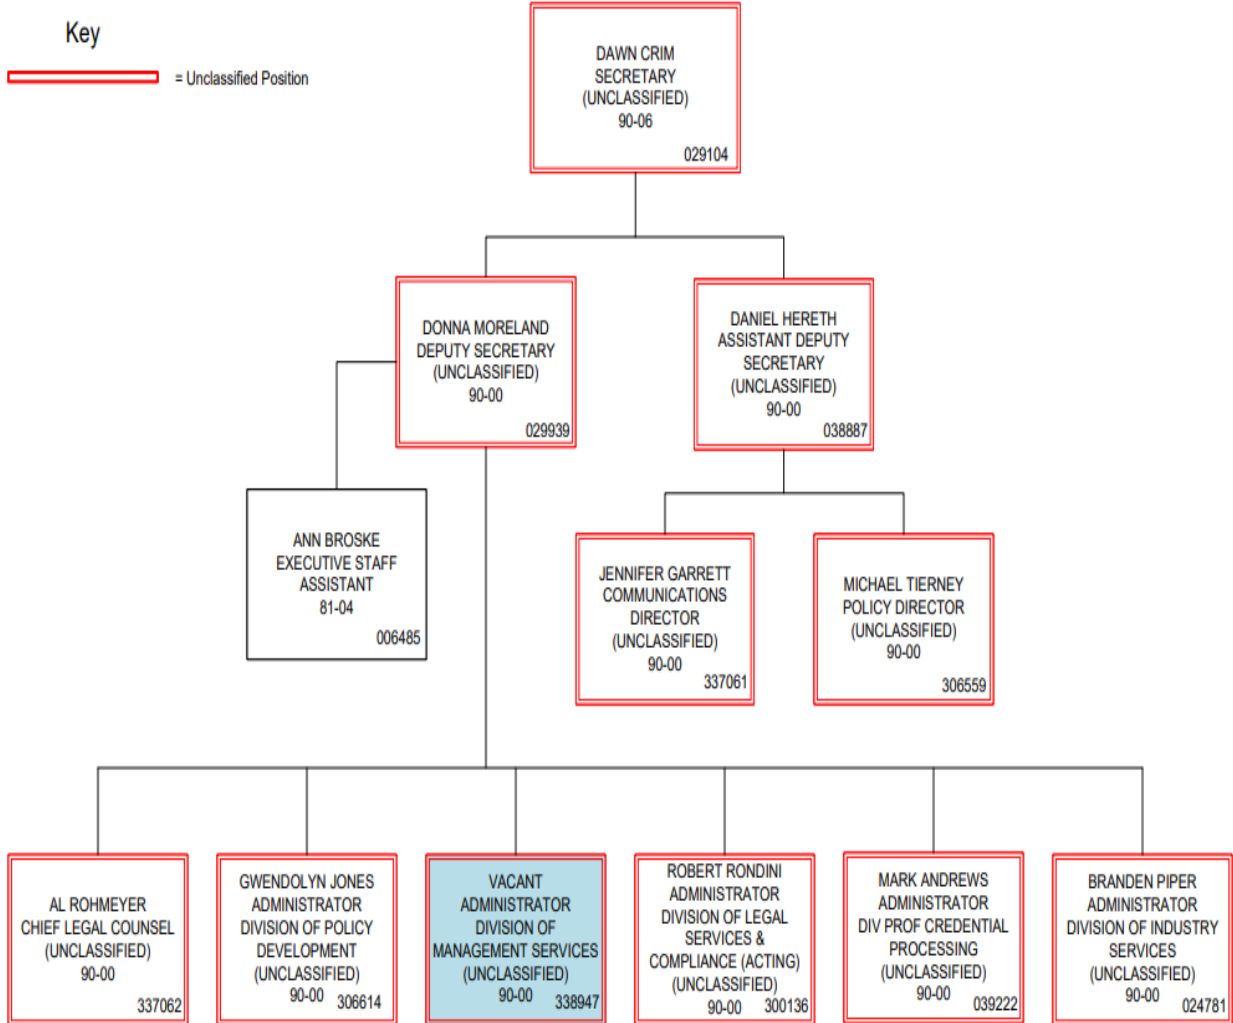 Key
= Unclassified Position
DAWN CRIM
SECRETARY
(UNCLASSIFIED)
90-06
029104
DONNA MORELAND
DEPUTY SECRETARY
(UNCLASSIFIED)
90-00
029939
DANIEL HERETH
ASSISTANT DEPUTY
SECRETARY
(UNCLASSIFIED)
90-00
038887
ANN BROSKE
EXECUTIVE STAFF
ASSISTANT
81-04
006485
JENNIFER GARRETT
COMMUNICATIONS
DIRECTOR
(UNCLASSIFIED)
90-00
337061
MICHAEL TIERNEY
POLICY DIRECTOR
(UNCLASSIFIED)
90-00
306559
AL ROHMEYER
CHIEF LEGAL COUNSEL
(UNCLASSIFIED)
90-00
337062
GWENDOLYN JONES
ADMINISTRATOR
DIVISION OF POLICY
DEVELOPMENT
(UNCLASSIFIED)
90-00 306614
VACANT
ADMINISTRATOR
DIVISION OF
MANAGEMENT SERVICES
(UNCLASSIFIED)
90-00 338947
ROBERT RONDINI
ADMINISTRATOR
DIVISION OF LEGAL
SERVICES &
COMPLIANCE (ACTING)
(UNCLASSIFIED)
90-00 300136
MARK ANDREWS
ADMINISTRATOR
DIV PROF CREDENTIAL
PROCESSING
(UNCLASSIFIED)
90-00 039222
BRANDEN PIPER
ADMINISTRATOR
DIVISION OF INDUSTRY
SERVICES
(UNCLASSIFIED)
90-00 024781